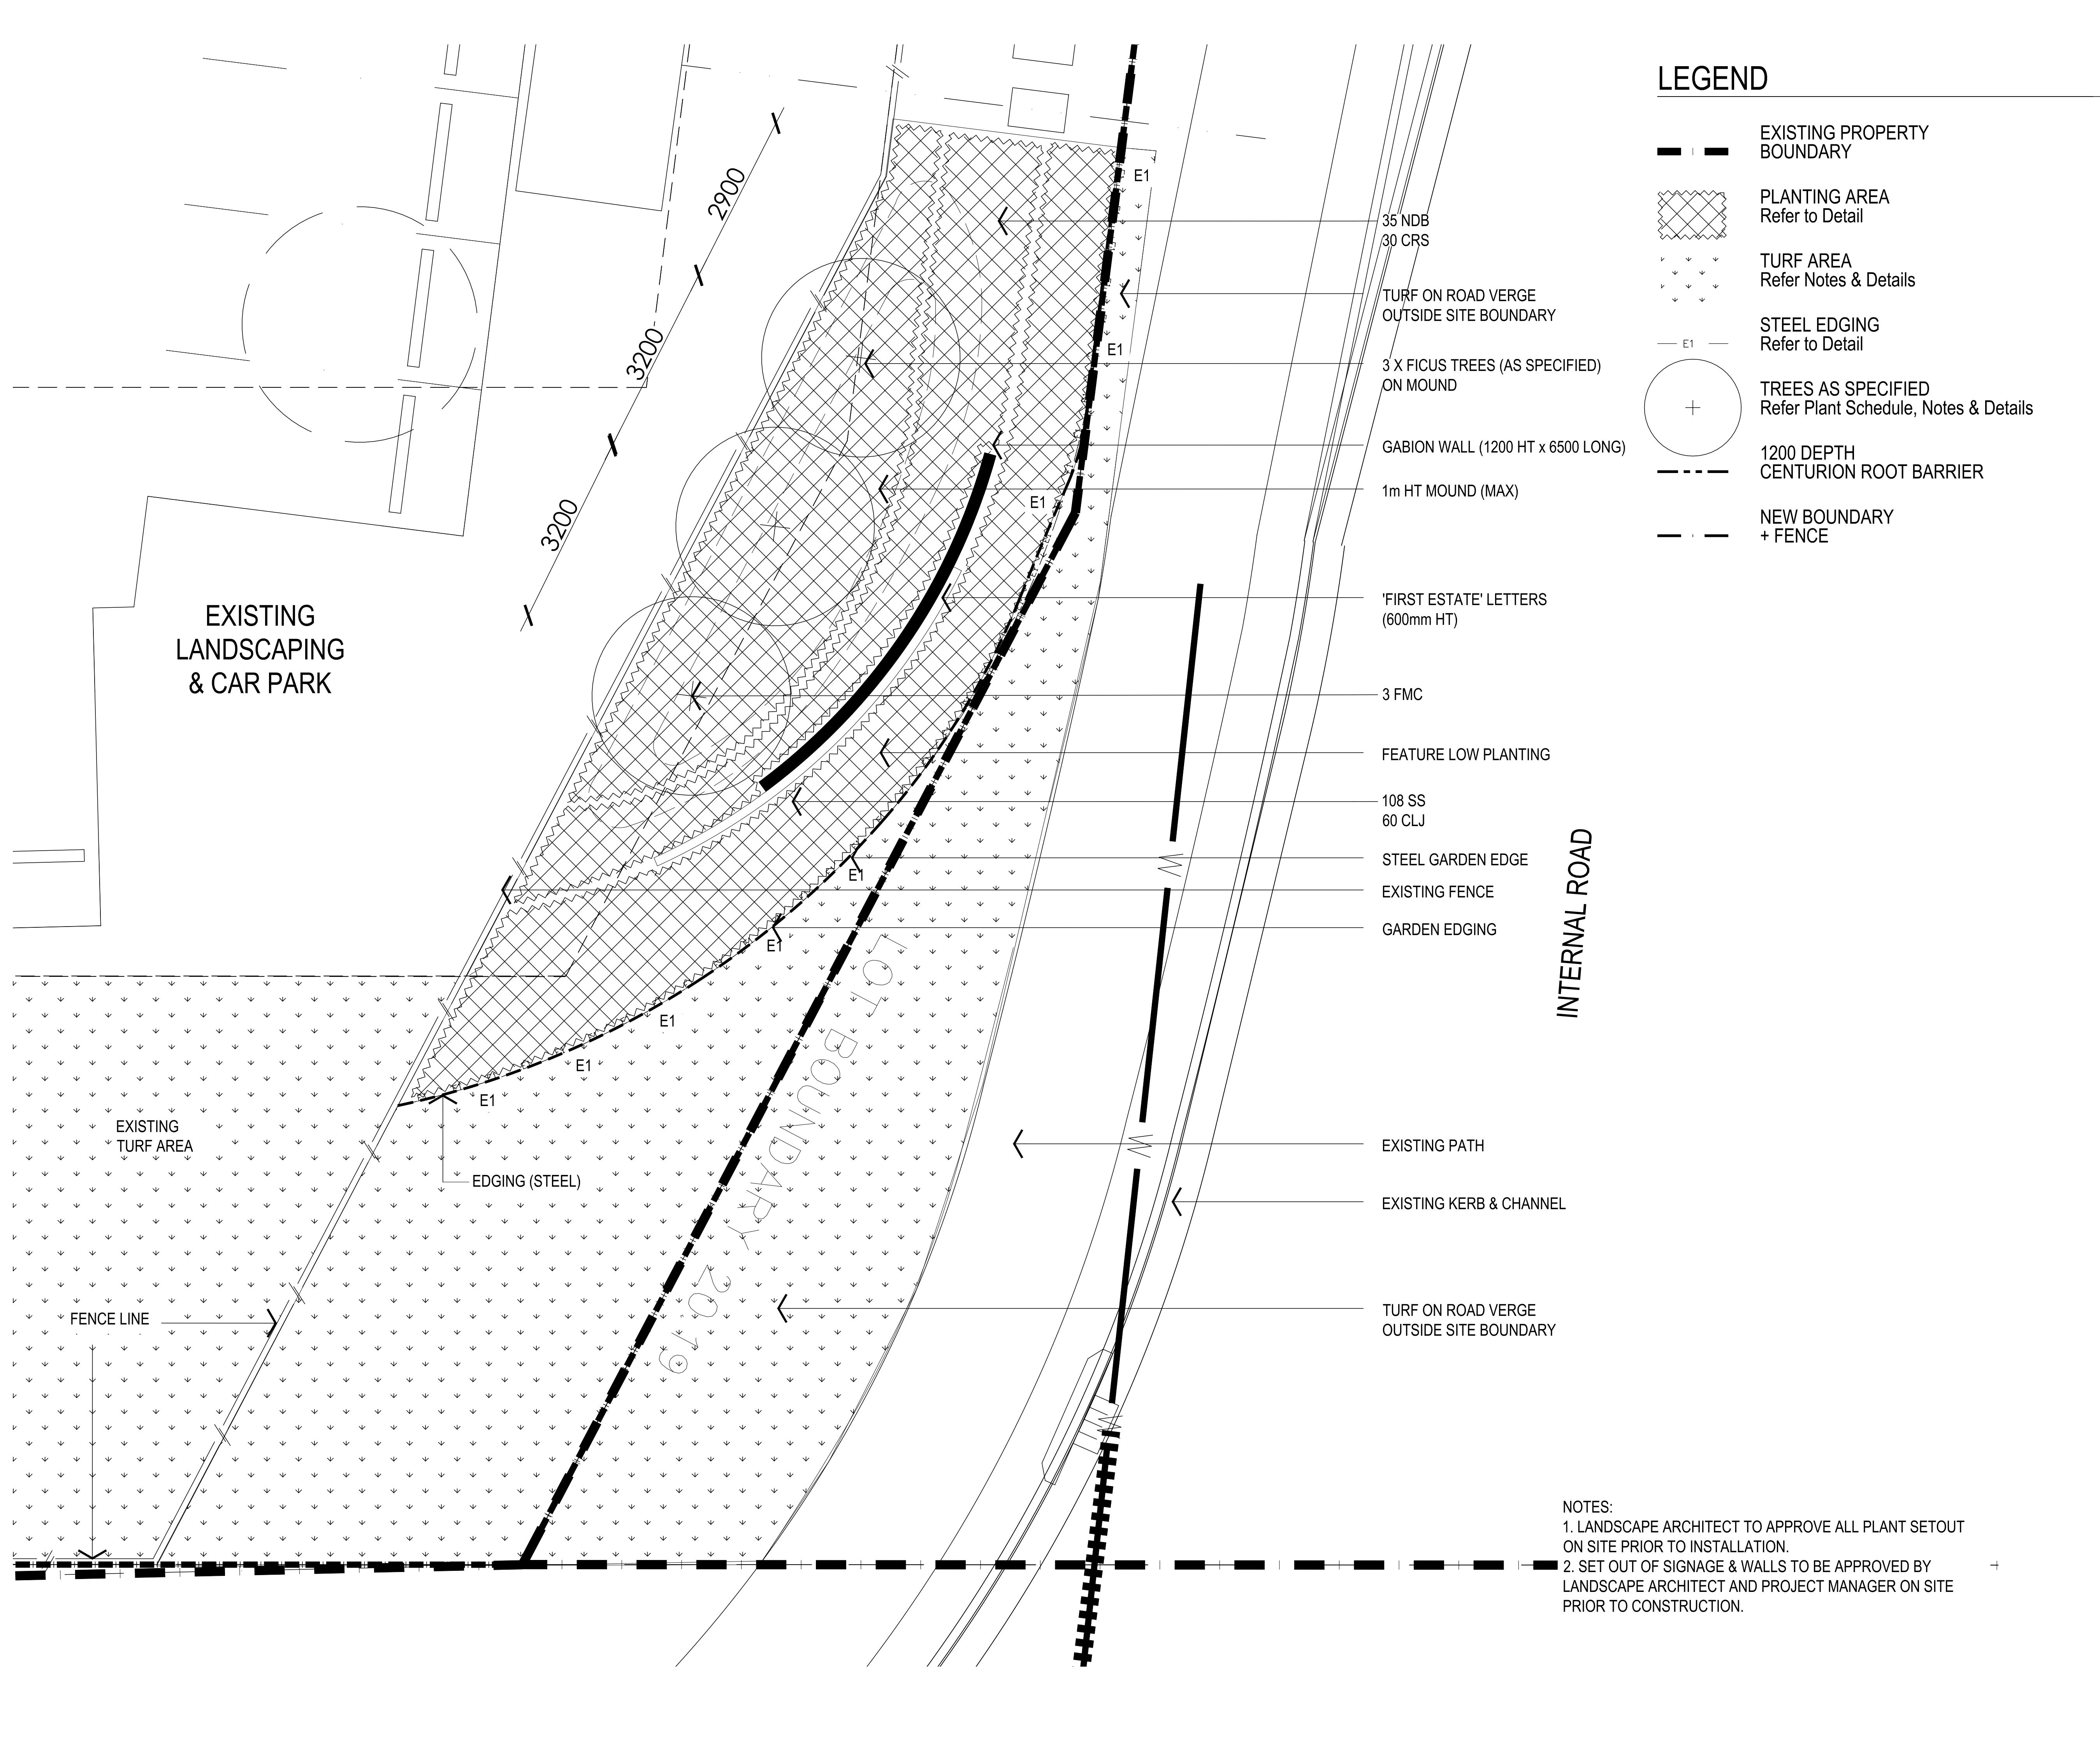 LEGEND
EXISTING PROPERTY
BOUNDARY
PLANTING AREA
Refer to Detail
TURF AREA
Refer Notes & Details
STEEL EDGING
Refer to Detail
E1
TREES AS SPECIFIED
Refer Plant Schedule, Notes & Details
1200 DEPTH
CENTURION ROOT BARRIER
NEW BOUNDARY
+ FENCE
2900
3200
3200
E1
E1
E1
E1
E1
E1
E1
E1
35 NDB
30 CRS
TURF ON ROAD VERGE
OUTSIDE SITE BOUNDARY
3 X FICUS TREES (AS SPECIFIED)
ON MOUND
GABION WALL (1200 HT x 6500 LONG)
1m HT MOUND (MAX)
'FIRST ESTATE' LETTERS
(600mm HT)
3 FMC
FEATURE LOW PLANTING
108 SS
60 CLJ
STEEL GARDEN EDGE
EXISTING FENCE
GARDEN EDGING
EXISTING PATH
EXISTING KERB & CHANNEL
TURF ON ROAD VERGE
OUTSIDE SITE BOUNDARY
INTERNAL ROAD
EXISTING
LANDSCAPING
& CAR PARK
EXISTING
TURF AREA
EDGING (STEEL)
FENCE LINE
LOT BOUNDARY 2019
NOTES:
1. LANDSCAPE ARCHITECT TO APPROVE ALL PLANT SETOUT
ON SITE PRIOR TO INSTALLATION.
2. SET OUT OF SIGNAGE & WALLS TO BE APPROVED BY
LANDSCAPE ARCHITECT AND PROJECT MANAGER ON SITE
PRIOR TO CONSTRUCTION.